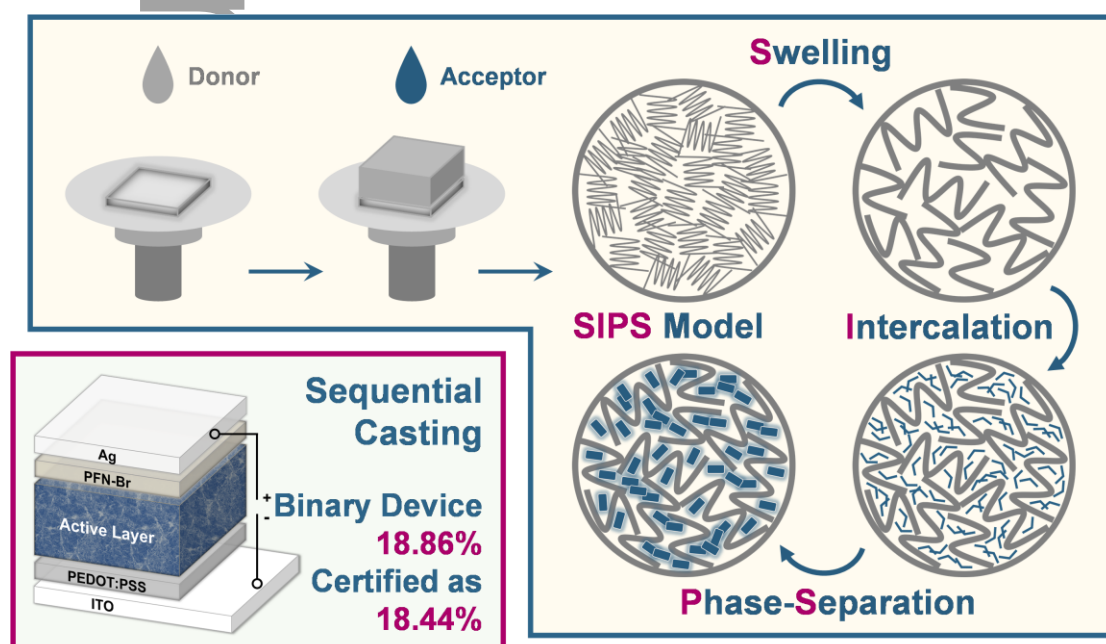 Donor
Acceptor
Swelling
SIPS Model
Intercalation
Phase-Separation
Sequential
Casting
Ag
PFN-Br
Active Layer
PEDOT:PSS
ITO
+
-
Binary Device
18.86%
Certified as
18.44%